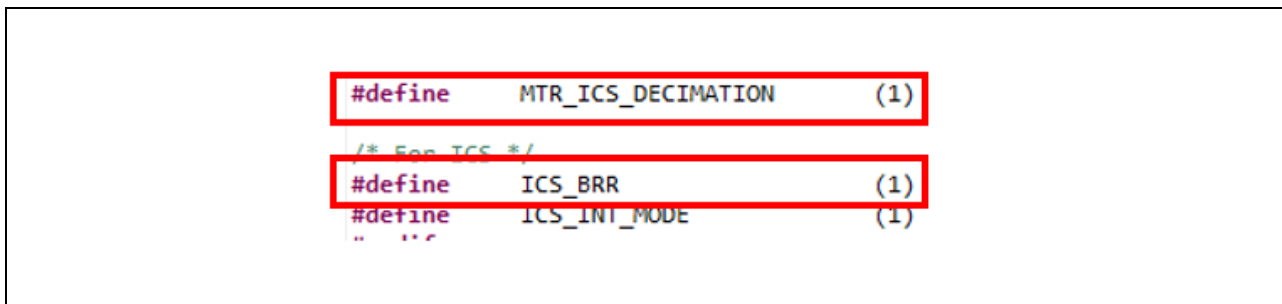 #define MTR_ICS_DECIMATION (1)
/* For ICS */
#define ICS_BRR (1)
#define ICS_INT_MODE (1)